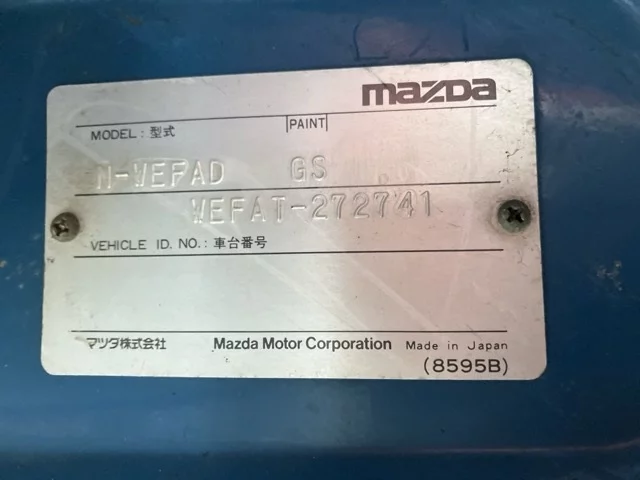 mazda
MODEL : 型式 PAINT
N-WEFAD GS
WEFAT-272741
VEHICLE ID. NO. : 車台番号
マツダ株式会社 Mazda Motor Corporation Made in Japan
(8595B)